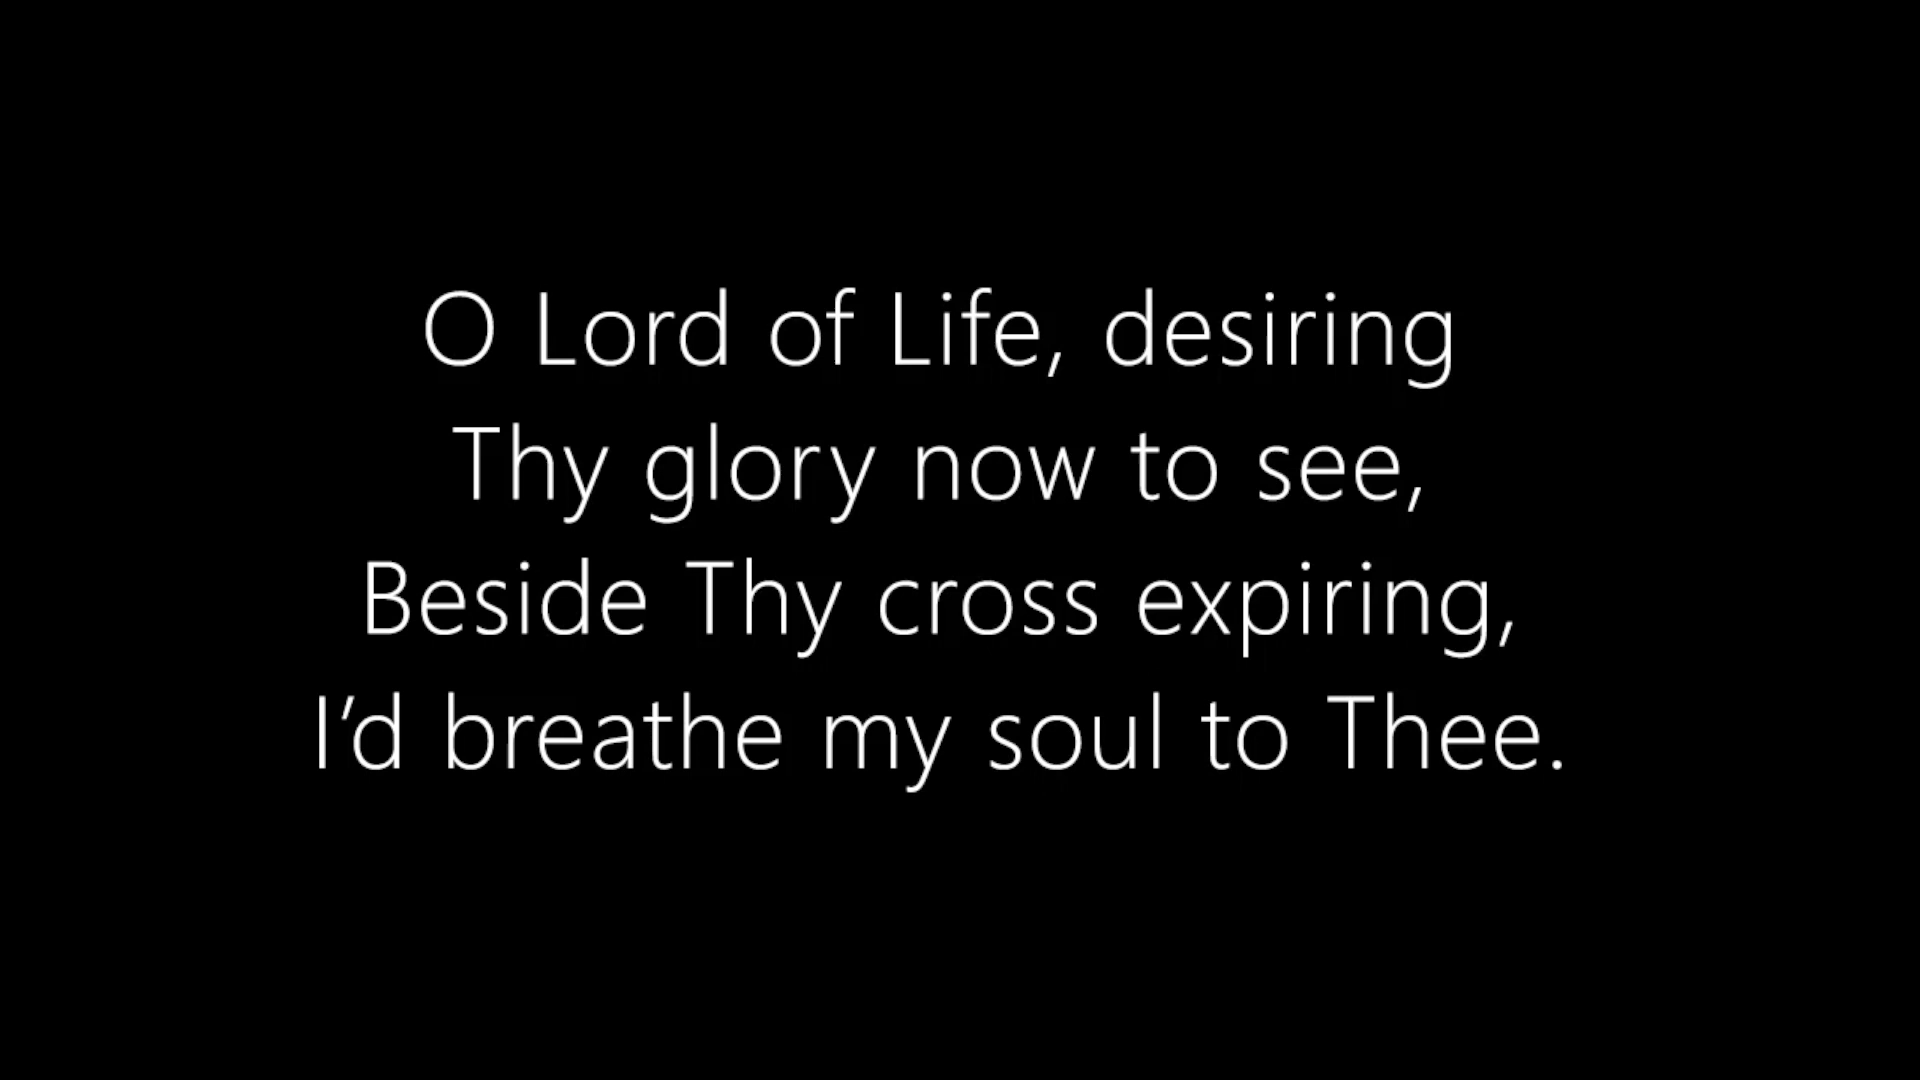 O Lord of Life, desiring
Thy glory now to see,
Beside Thy cross expiring,
I’d breathe my soul to Thee.